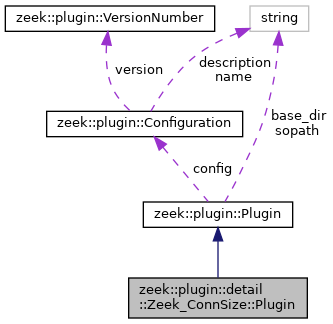 zeek::plugin::VersionNumber
string
version
description
name
zeek::plugin::Configuration
base_dir
sopath
config
zeek::plugin::Plugin
zeek::plugin::detail
::Zeek_ConnSize::Plugin